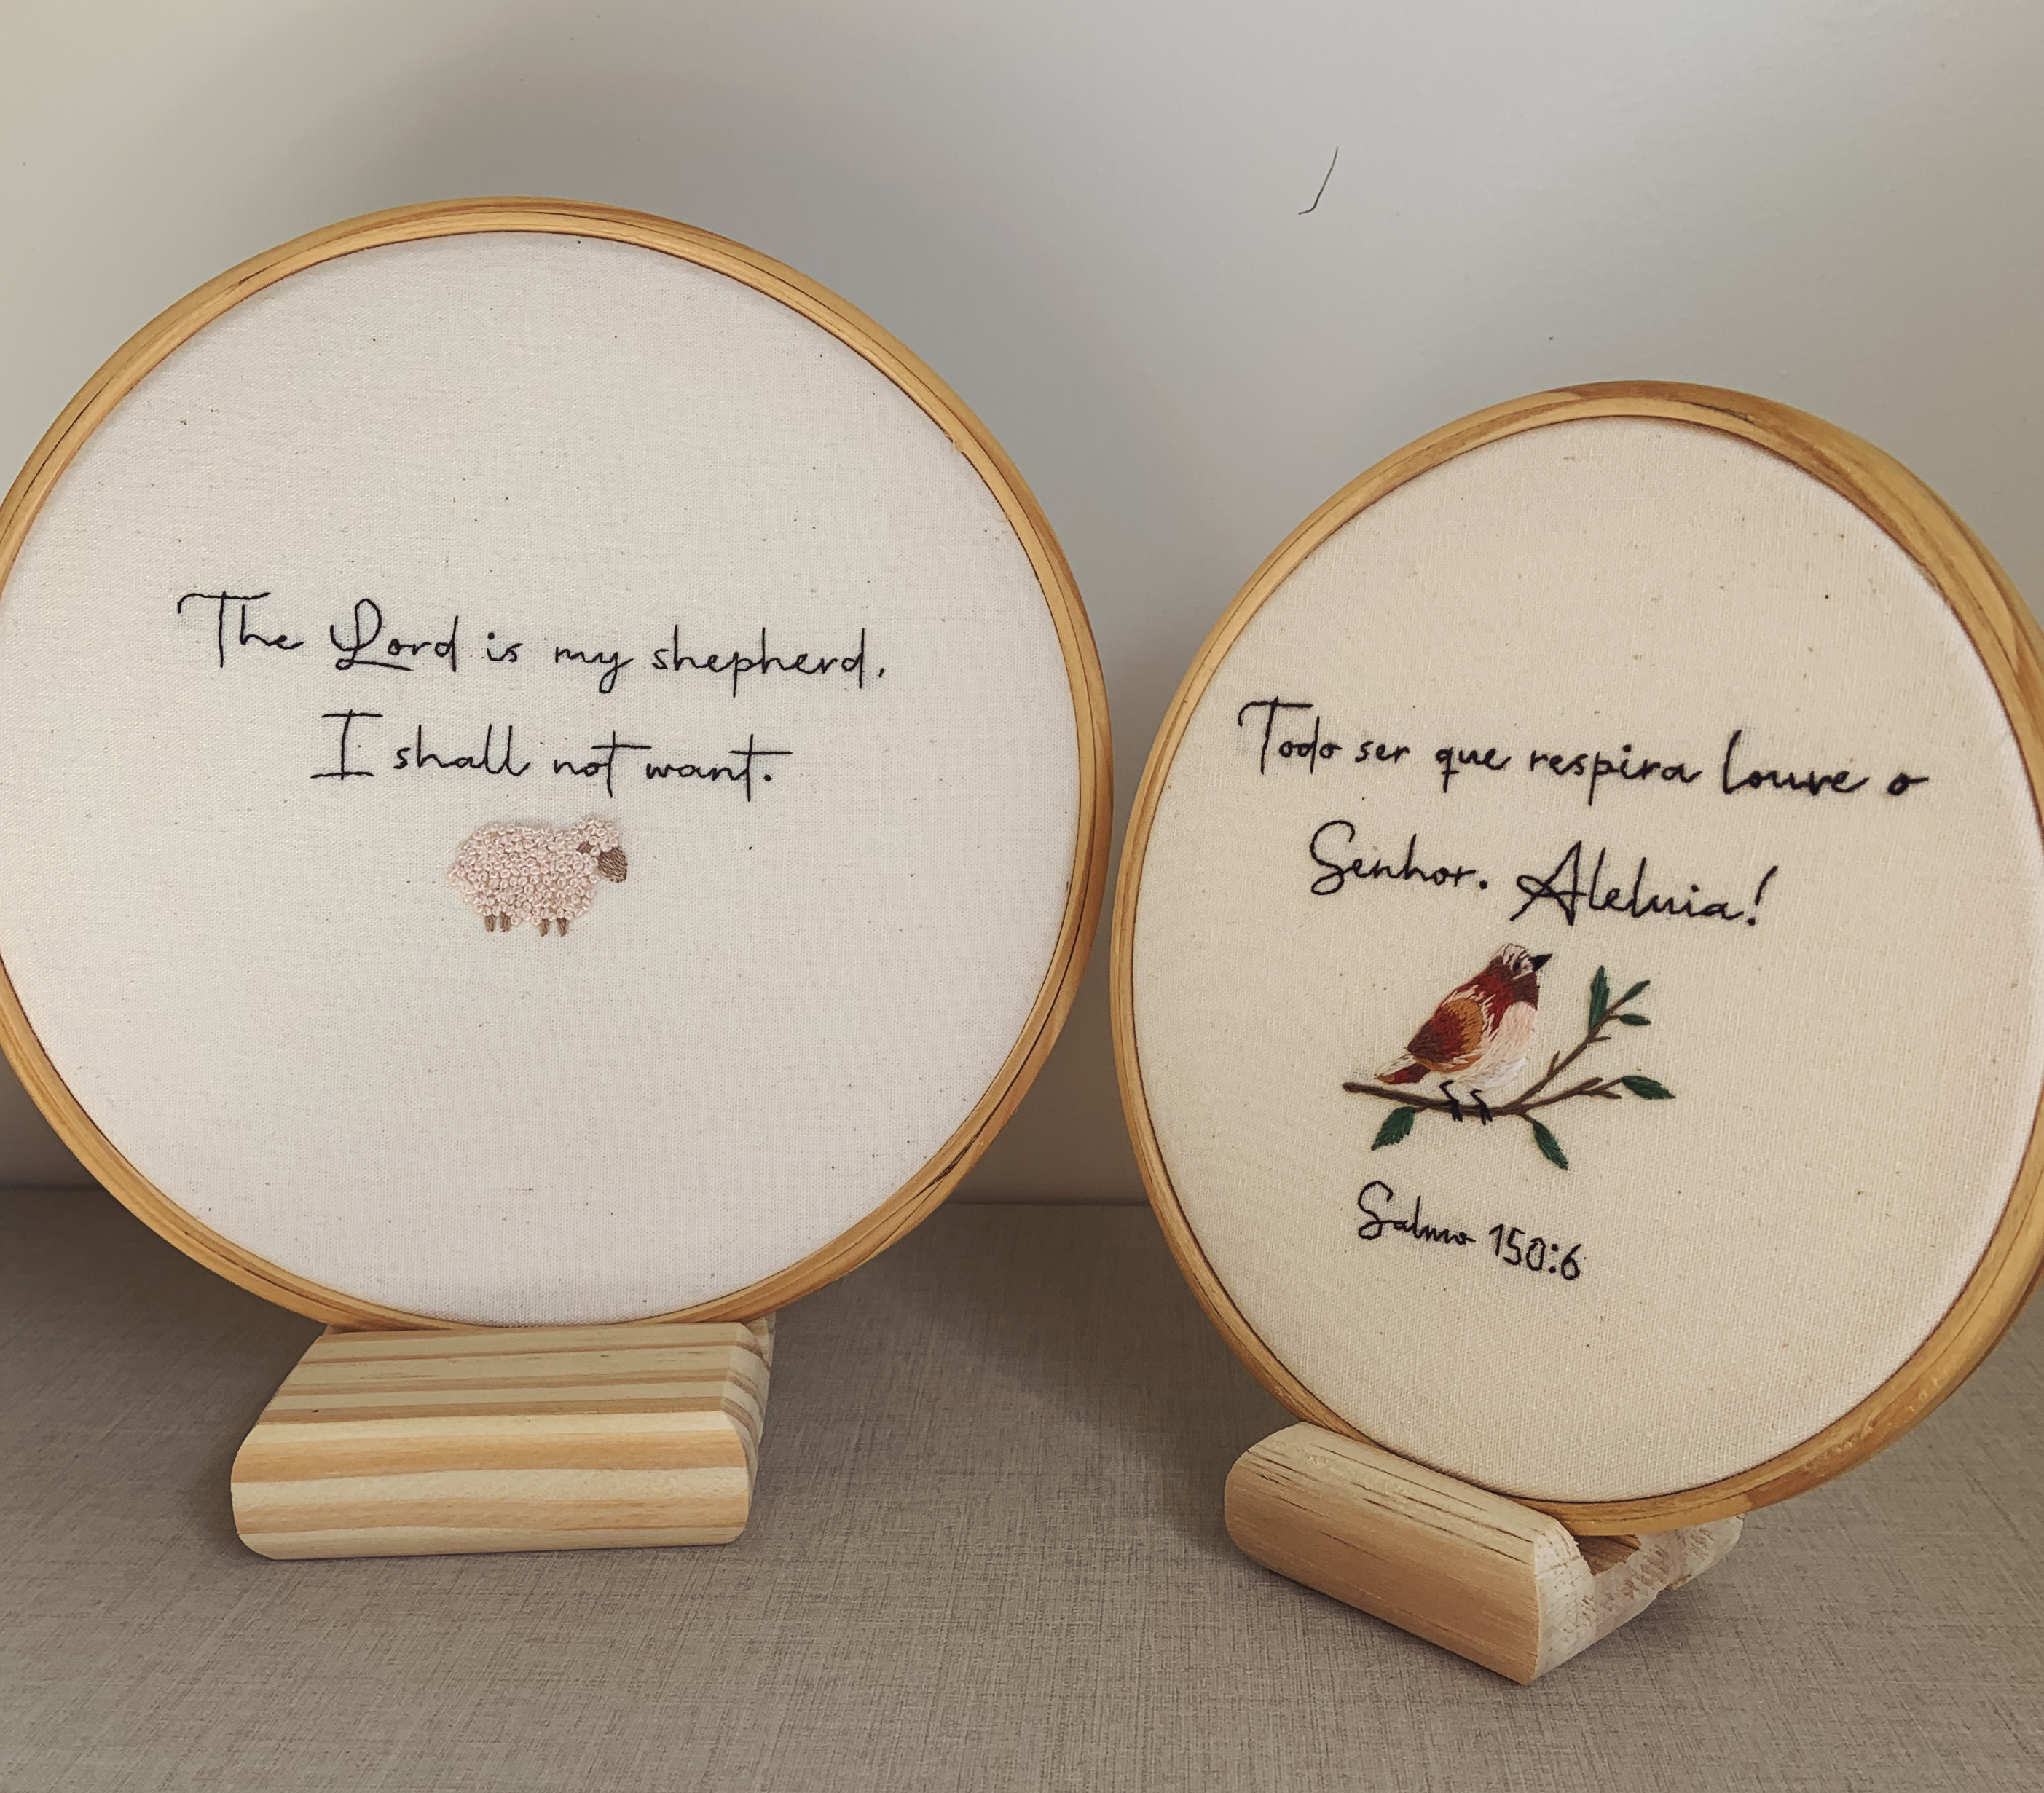 The Lord is my shepherd,
I shall not want.
Todo ser que respira louve o
Senhor. Aleluia!
Salmo 150:6